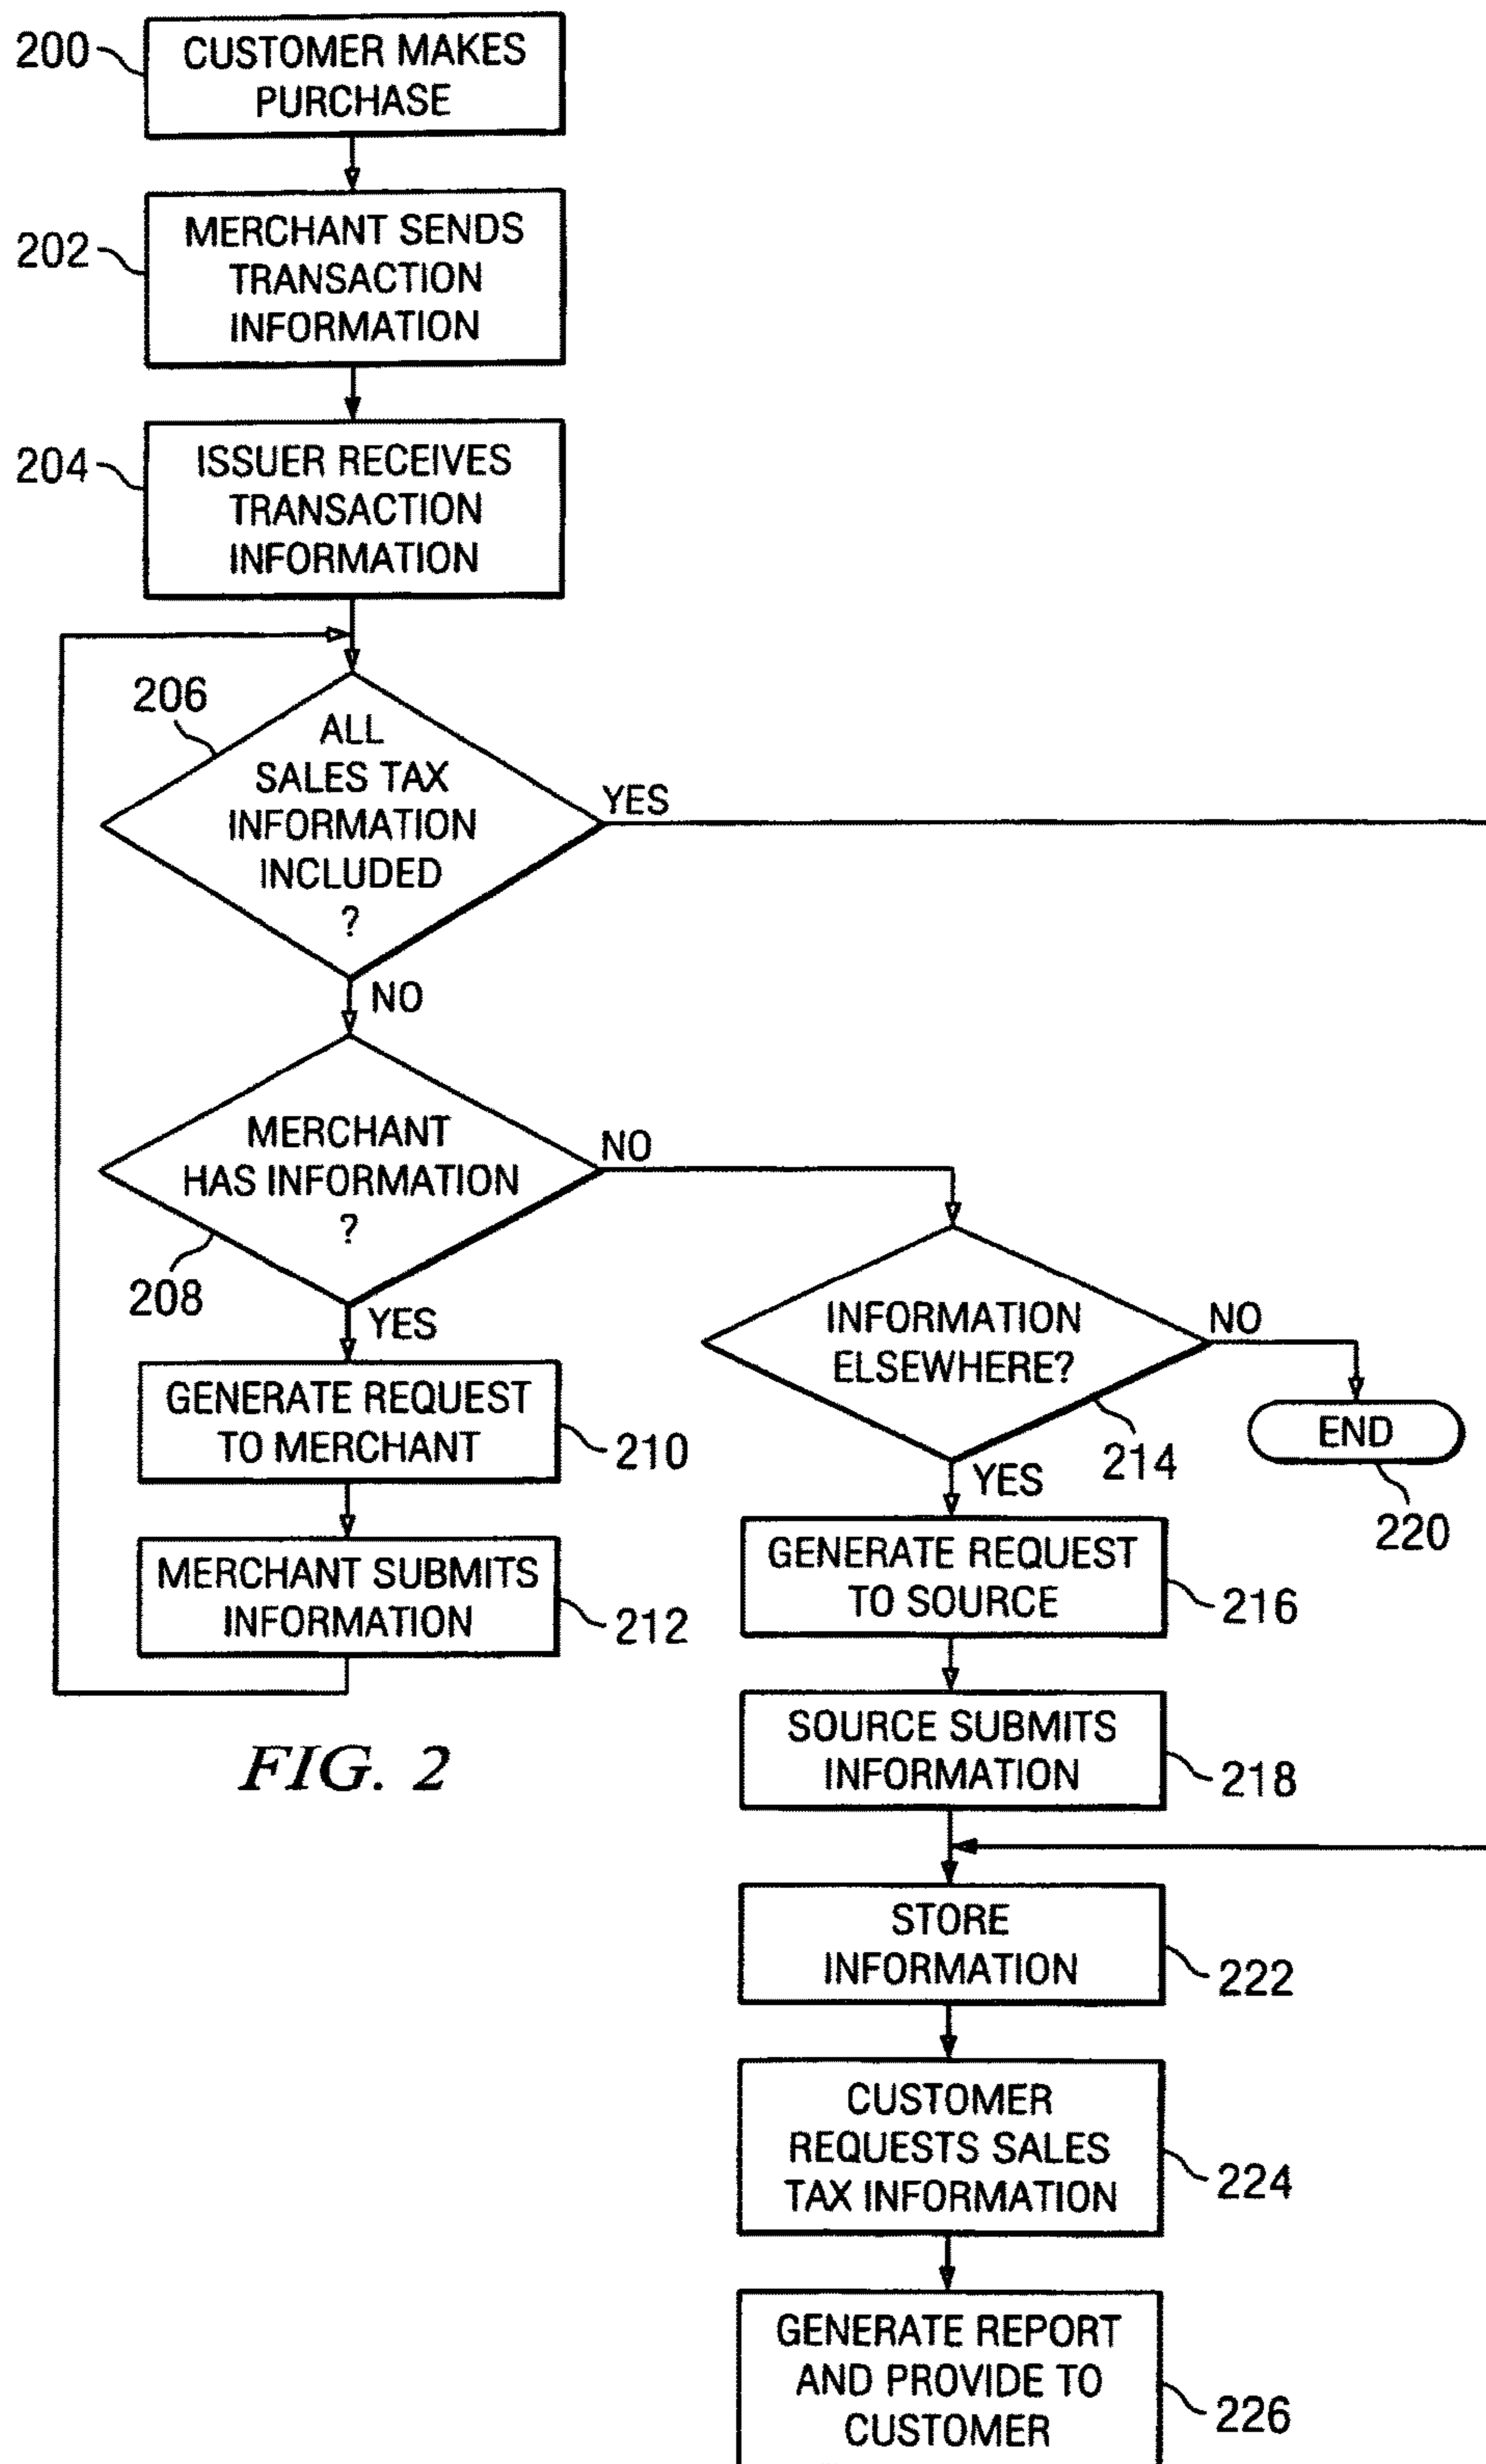 200
CUSTOMER MAKES
PURCHASE
202
MERCHANT SENDS
TRANSACTION
INFORMATION
204
ISSUER RECEIVES
TRANSACTION
INFORMATION
206
ALL
SALES TAX
INFORMATION
INCLUDED
?
YES
NO
MERCHANT
HAS INFORMATION
?
NO
208
YES
INFORMATION
ELSEWHERE?
NO
214
END
220
YES
GENERATE REQUEST
TO MERCHANT
210
MERCHANT SUBMITS
INFORMATION
212
GENERATE REQUEST
TO SOURCE
216
SOURCE SUBMITS
INFORMATION
218
FIG. 2
STORE
INFORMATION
222
CUSTOMER
REQUESTS SALES
TAX INFORMATION
224
GENERATE REPORT
AND PROVIDE TO
CUSTOMER
226